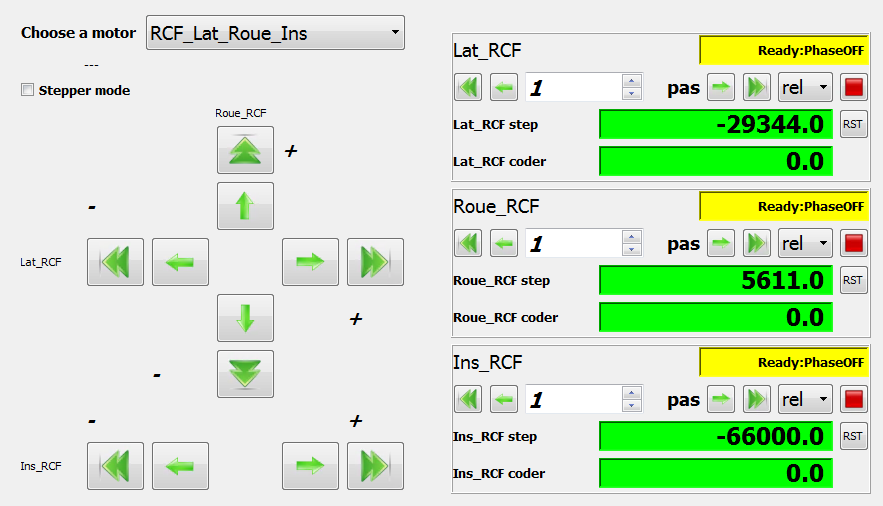 Choose a motor RCF_Lat_Roue_Ins
---
Stepper mode
Roue_RCF
+
-
Lat_RCF
+
-
- +
Ins_RCF
Lat_RCF Ready:PhaseOFF
1 pas rel
Lat_RCF step -29344.0 RST
Lat_RCF coder 0.0
Roue_RCF Ready:PhaseOFF
1 pas rel
Roue_RCF step 5611.0 RST
Roue_RCF coder 0.0
Ins_RCF Ready:PhaseOFF
1 pas rel
Ins_RCF step -66000.0 RST
Ins_RCF coder 0.0